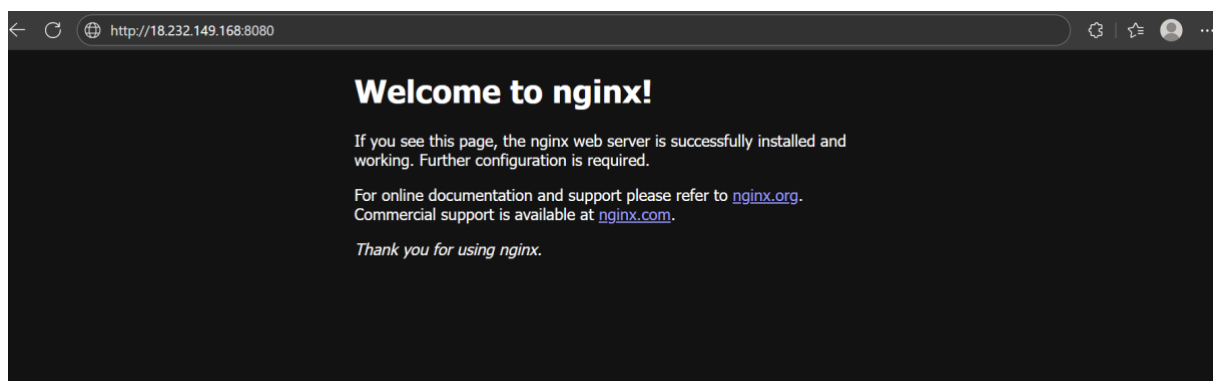 http://18.232.149.168:8080
Welcome to nginx!
If you see this page, the nginx web server is successfully installed and
working. Further configuration is required.
For online documentation and support please refer to nginx.org.
Commercial support is available at nginx.com.
Thank you for using nginx.